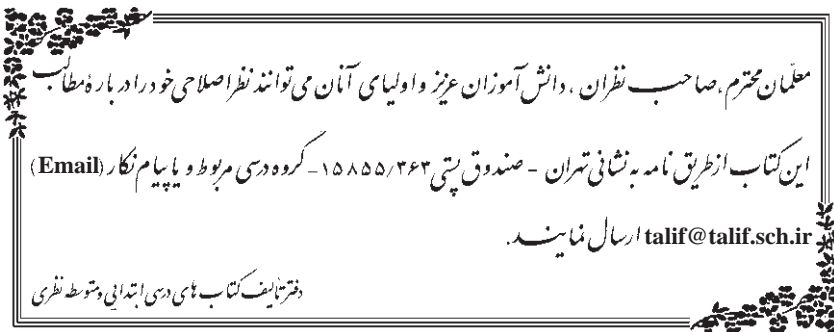 معلّمان محترم، صاحب نظران، دانش‌آموزان عزیز و اولیای آنان می‌توانند نظر اصلاحی خود را دربارهٔ مطالب
این کتاب از طریق نامه به نشانی تهران - صندوق پستی ۱۵۸۵۵/۳۶۳ - گروه درسی مربوط و یا پیام نگار (Email)
talif@talif.sch.ir ارسال نمایند.
دفتر تألیف کتاب‌های درسی ابتدایی و متوسطه نظری